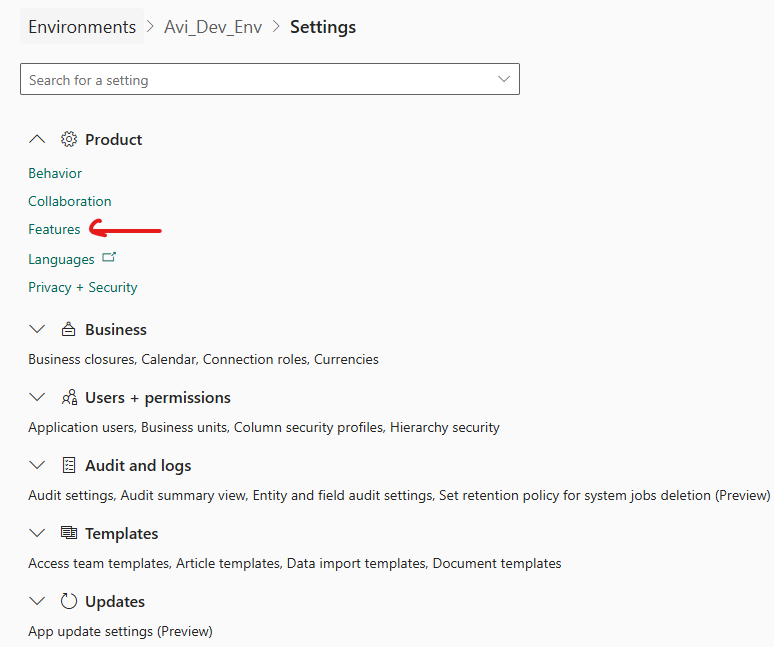 Environments > Avi_Dev_Env > Settings
Search for a setting
Product
Behavior
Collaboration
Features
Languages
Privacy + Security
Business
Business closures, Calendar, Connection roles, Currencies
Users + permissions
Application users, Business units, Column security profiles, Hierarchy security
Audit and logs
Audit settings, Audit summary view, Entity and field audit settings, Set retention policy for system jobs deletion (Preview)
Templates
Access team templates, Article templates, Data import templates, Document templates
Updates
App update settings (Preview)